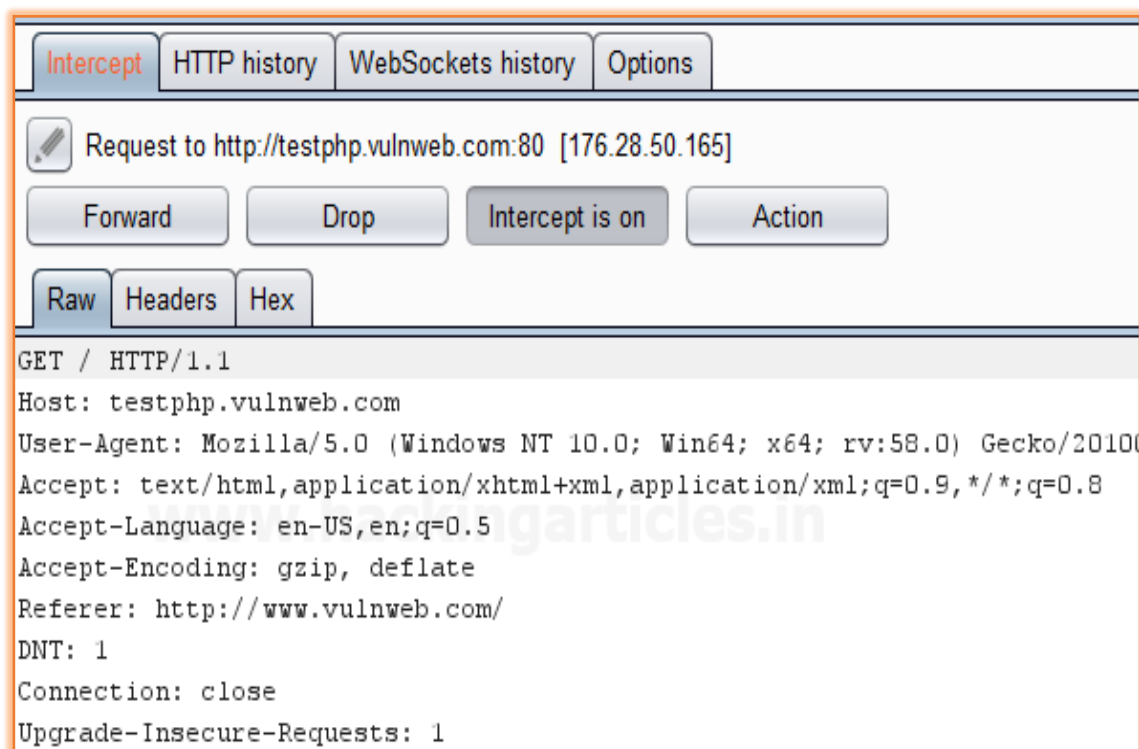 Intercept HTTP history WebSockets history Options
Request to http://testphp.vulnweb.com:80 [176.28.50.165]
Forward Drop Intercept is on Action
Raw Headers Hex
GET / HTTP/1.1
Host: testphp.vulnweb.com
User-Agent: Mozilla/5.0 (Windows NT 10.0; Win64; x64; rv:58.0) Gecko/20100
Accept: text/html,application/xhtml+xml,application/xml;q=0.9,*/*;q=0.8
www.hackingarticles.in
Accept-Language: en-US,en;q=0.5
Accept-Encoding: gzip, deflate
Referer: http://www.vulnweb.com/
DNT: 1
Connection: close
Upgrade-Insecure-Requests: 1